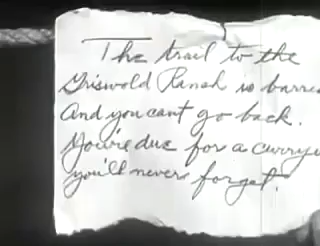 The trail to the
Griswold Ranch is barre
And you cant go back.
You're due for a
you'll never forget.